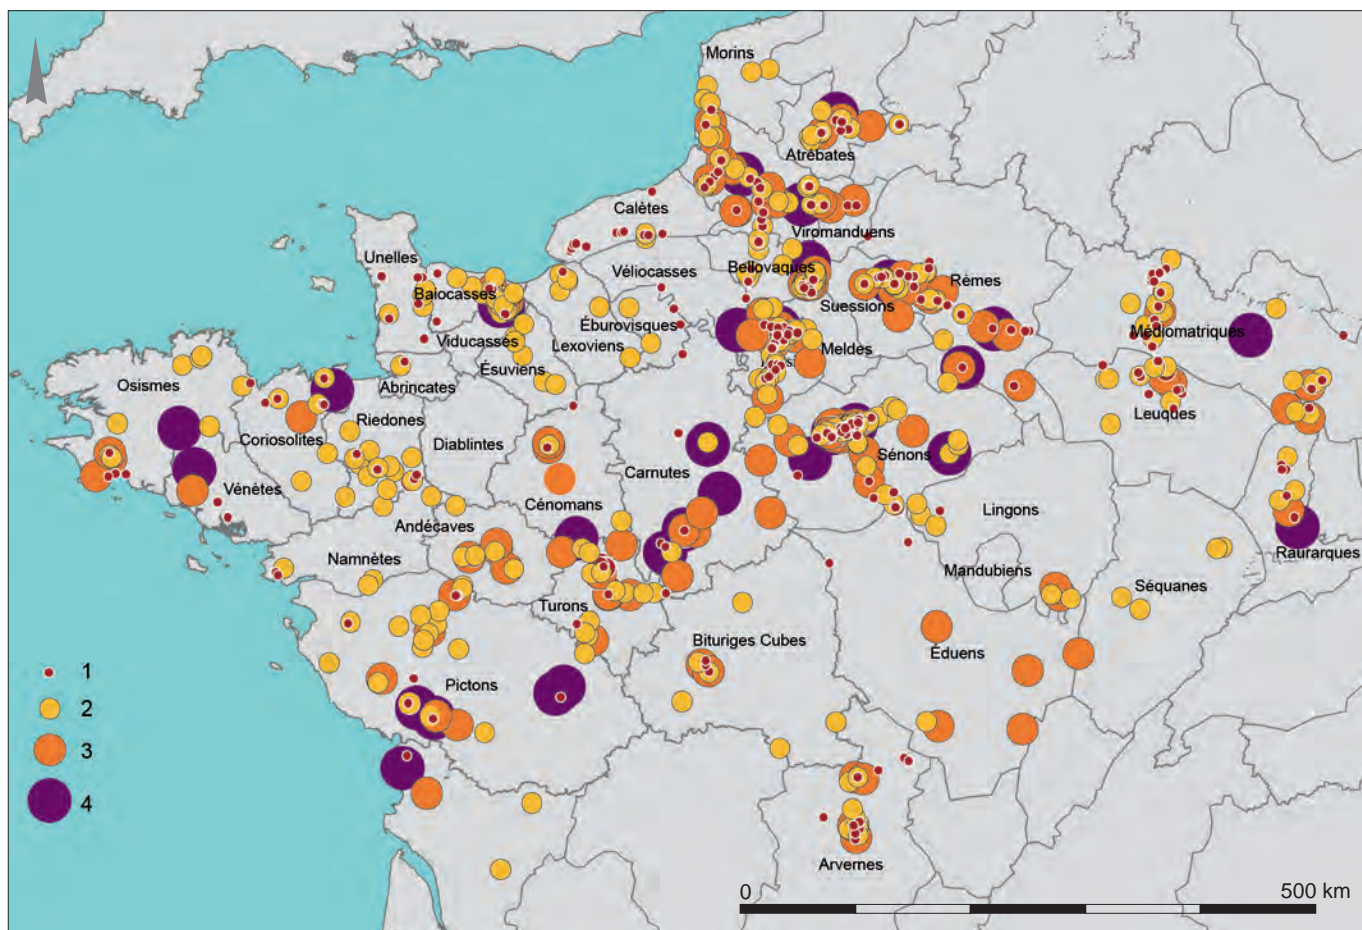 Morins
Atrébates
Calètes
Viromanduens
Unelles
Véliocasses
Bellovaques
Rèmes
Baiocasses
Suessions
Éburovisques
Médiomatriques
Viducasses
Lexoviens
Meldes
Ésuviens
Osismes
Abrincates
Leuques
Riedones
Coriosolites
Diablintes
Sénons
Carnutes
Vénètes
Cénomans
Lingons
Andécaves
Raurarques
Namnètes
Mandubiens
Séquanes
Turons
Bituriges Cubes
Éduens
Pictons
Arvernes
1
2
3
4
0 500 km